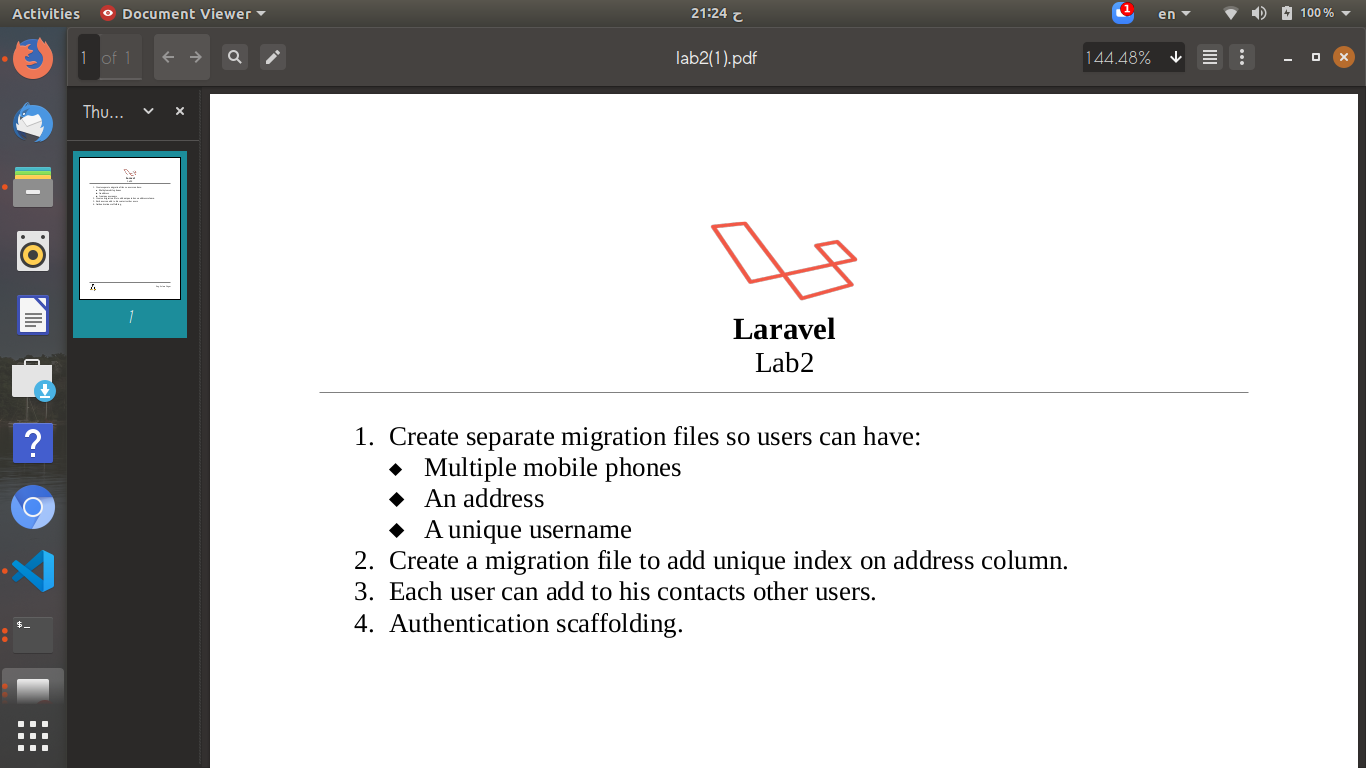 Activities Document Viewer 21:24 ح 1 en 100 %
1 of 1 lab2(1).pdf 144.48%
Thu...
1
Laravel
Lab2
1. Create separate migration files so users can have:
◆ Multiple mobile phones
◆ An address
◆ A unique username
2. Create a migration file to add unique index on address column.
3. Each user can add to his contacts other users.
4. Authentication scaffolding.